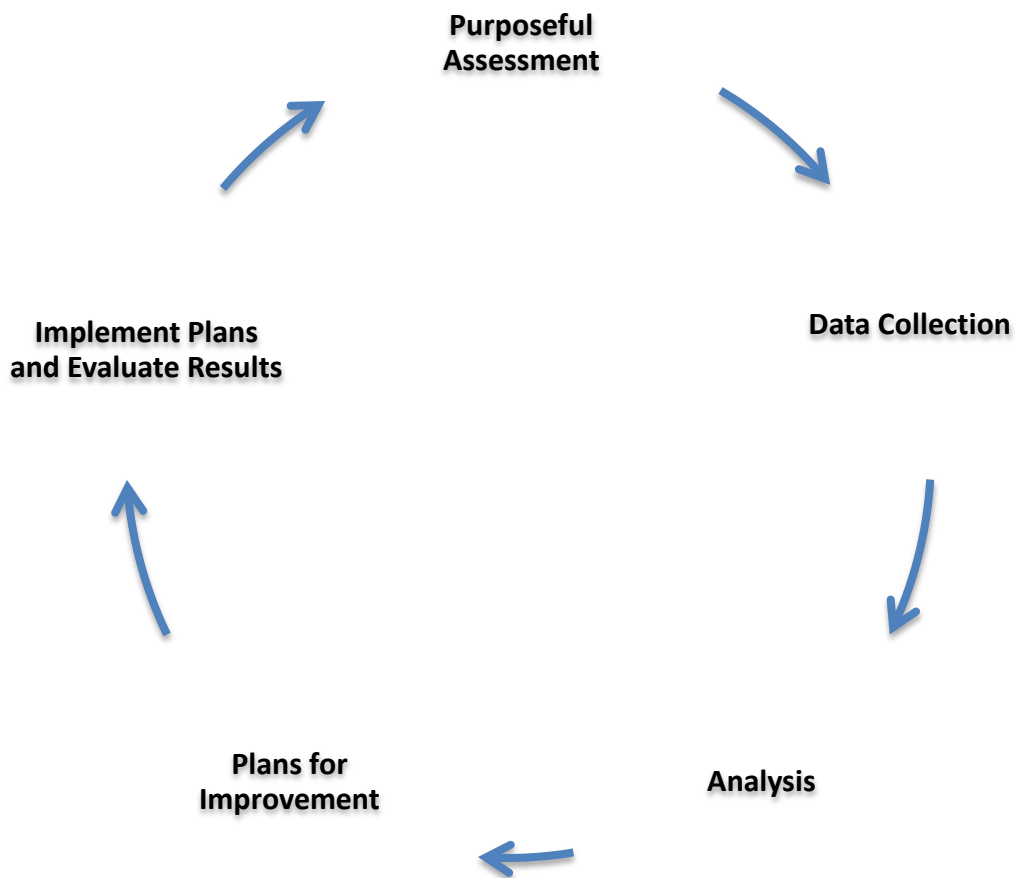 Purposeful
Assessment
Data Collection
Analysis
Plans for
Improvement
Implement Plans
and Evaluate Results